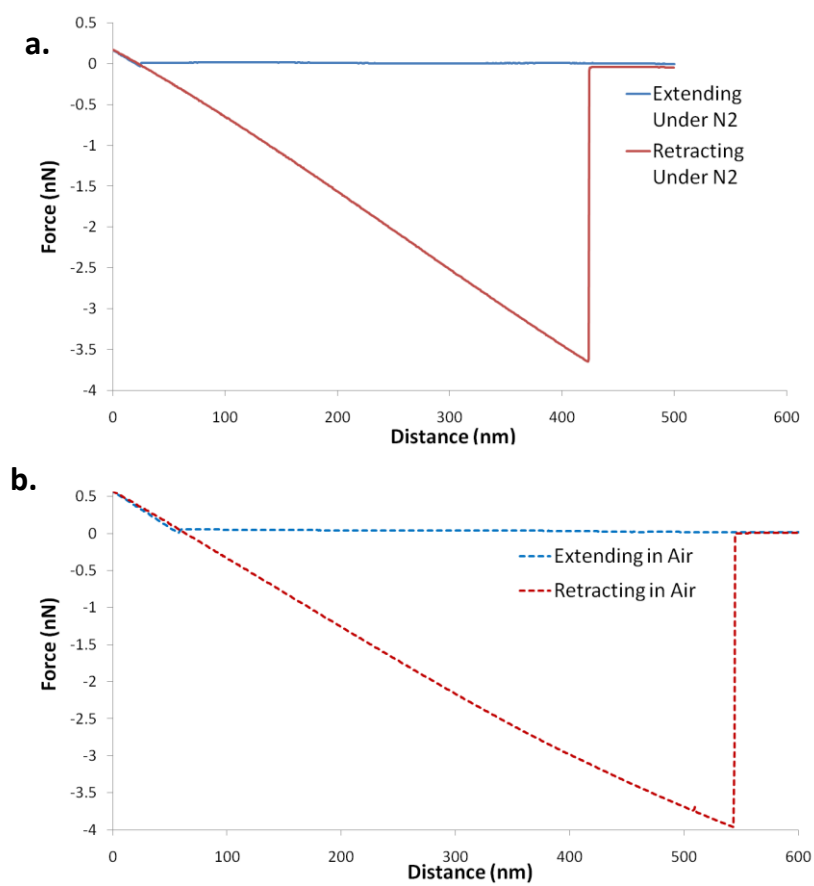 a.
0.5
0
-0.5
-1
-1.5
-2
-2.5
-3
-3.5
-4
Force (nN)
Extending
Under N2
Retracting
Under N2
0 100 200 300 400 500 600
Distance (nm)
b.
0.5
0
-0.5
-1
-1.5
-2
-2.5
-3
-3.5
-4
Force (nN)
Extending in Air
Retracting in Air
0 100 200 300 400 500 600
Distance (nm)